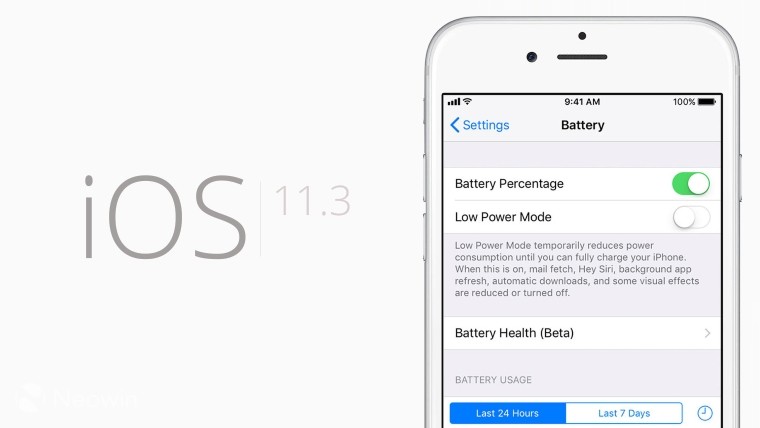 iOS 11.3
9:41 AM 100%
Settings Battery
Battery Percentage
Low Power Mode
Low Power Mode temporarily reduces power
consumption until you can fully charge your iPhone.
When this is on, mail fetch, Hey Siri, background app
refresh, automatic downloads, and some visual effects
are reduced or turned off.
Battery Health (Beta)
BATTERY USAGE
Last 24 Hours Last 7 Days
Neowin